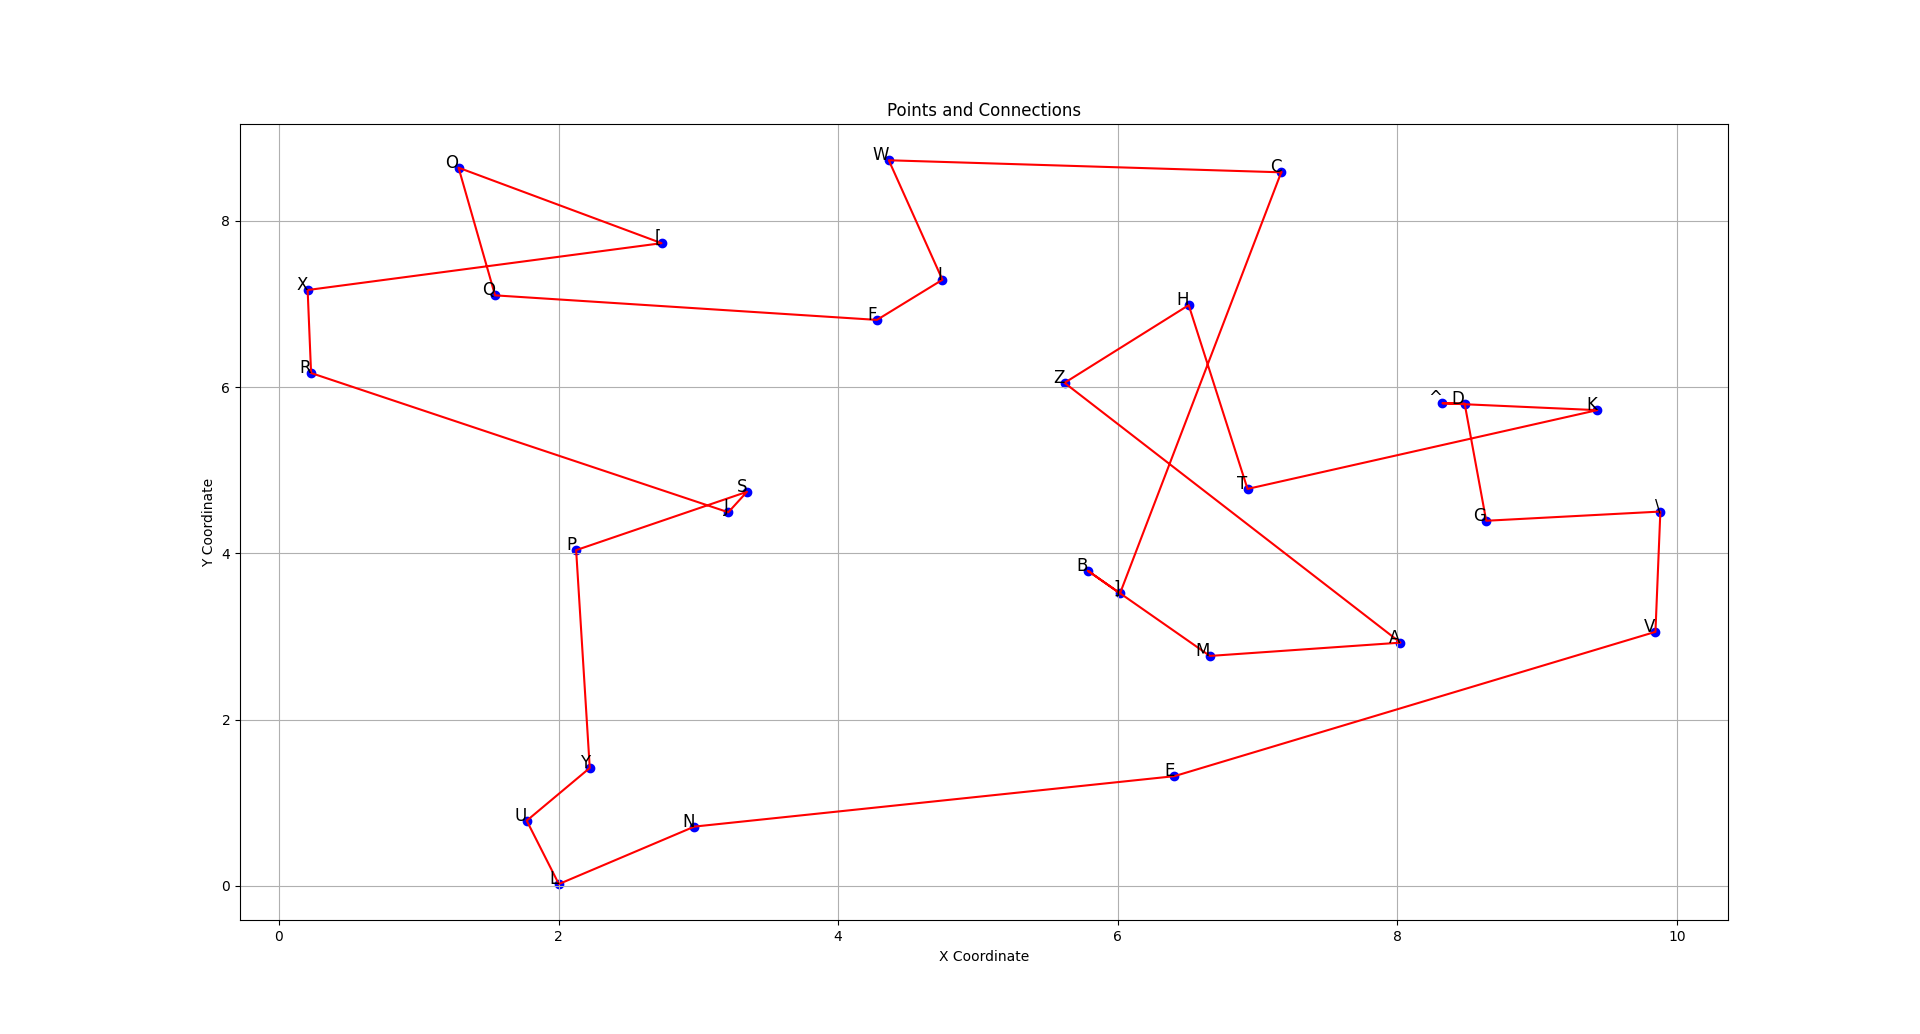 Points and Connections
W
O
C
[
I
X
Q
H
F
Z
R
^
D
K
S
T
J
\
G
P
B
]
A
M
V
Y
E
U
N
L
8
6
4
2
0
Y Coordinate
0 2 4 6 8 10
X Coordinate